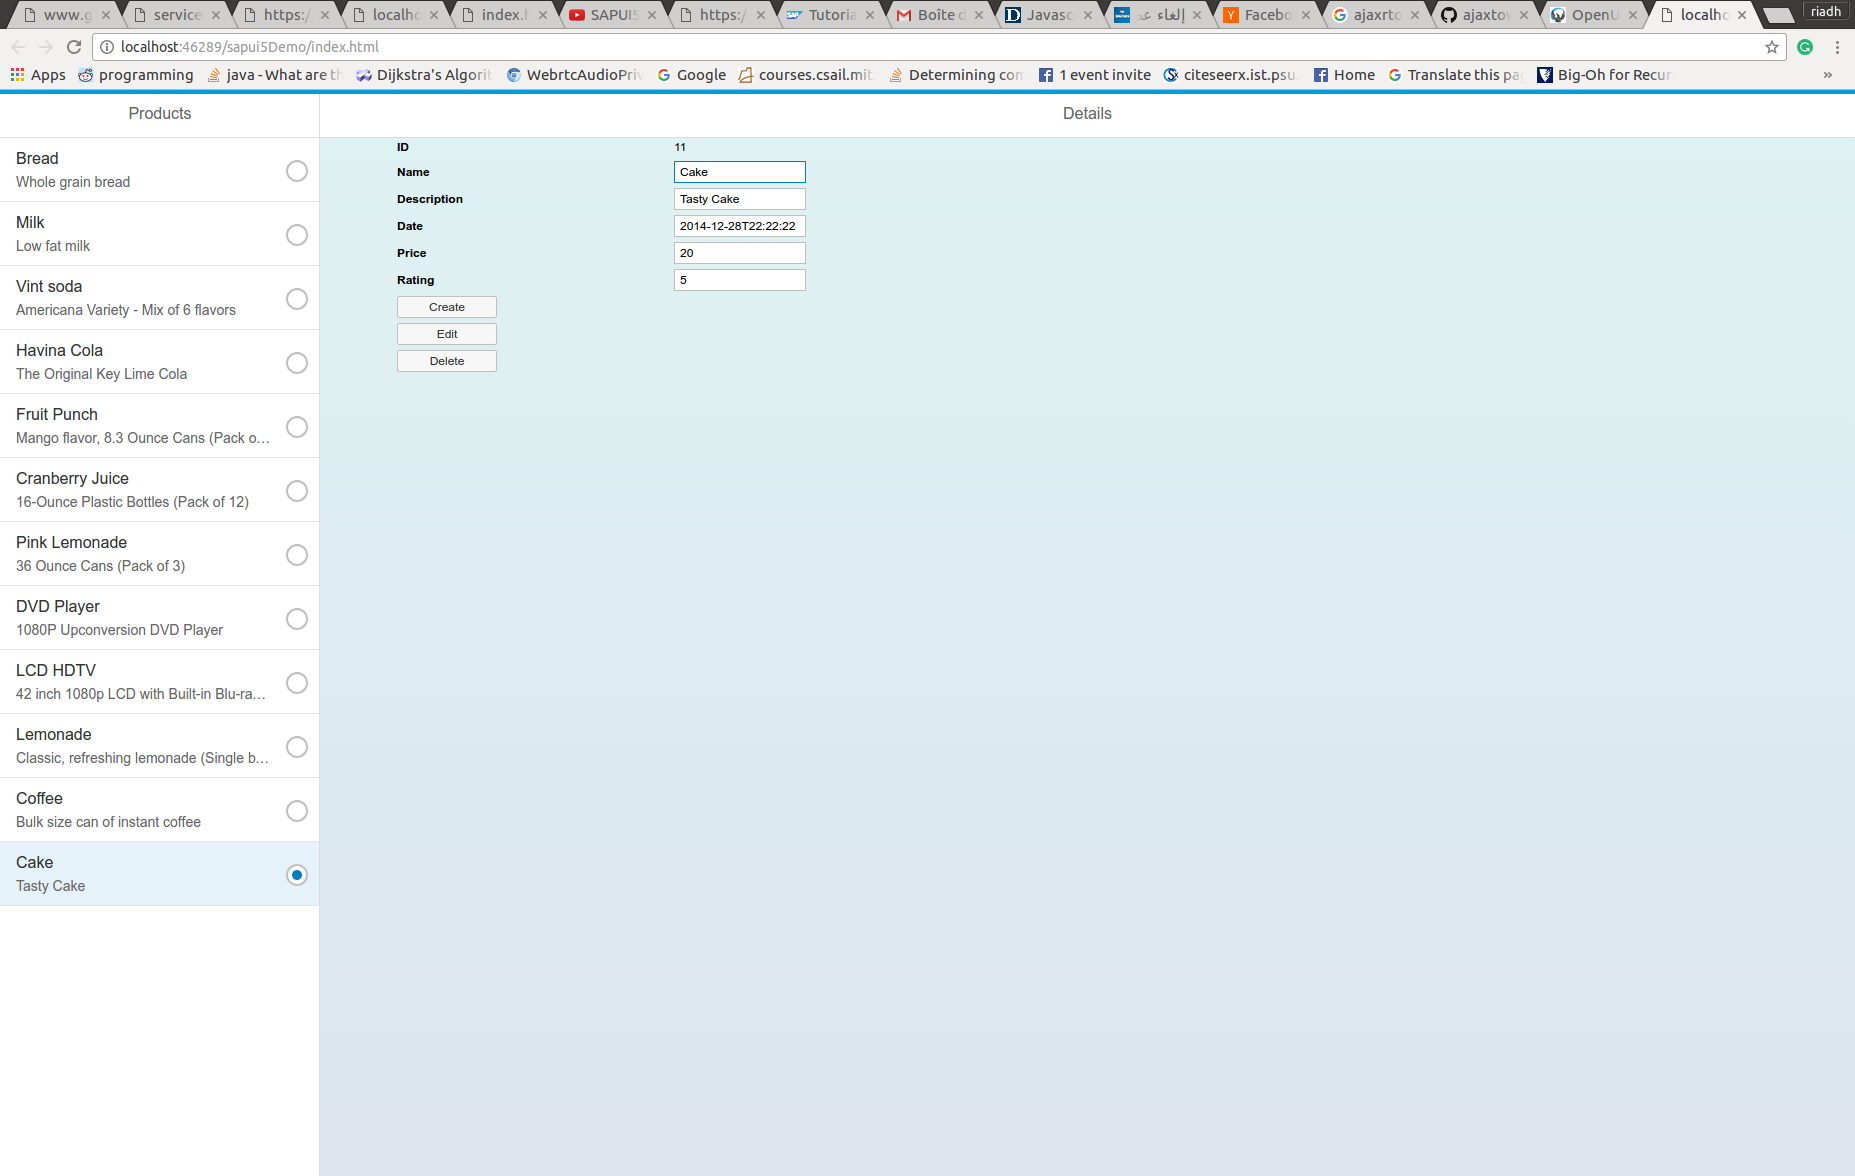 www.g
service
https:/
localho
index.h
SAPUI5
https:/
Tutoria
Boîte d
Javasc
إلغاء عد
Facebo
ajaxrto
ajaxtov
OpenU
localho
riadh
localhost:46289/sapui5Demo/index.html
Apps
programming
java - What are th
Dijkstra's Algorit
WebrtcAudioPriv
Google
courses.csail.mit
Determining com
1 event invite
citeseerx.ist.psu.
Home
Translate this pa
Big-Oh for Recur
»
Products
Details
Bread
Whole grain bread
Milk
Low fat milk
Vint soda
Americana Variety - Mix of 6 flavors
Havina Cola
The Original Key Lime Cola
Fruit Punch
Mango flavor, 8.3 Ounce Cans (Pack o…
Cranberry Juice
16-Ounce Plastic Bottles (Pack of 12)
Pink Lemonade
36 Ounce Cans (Pack of 3)
DVD Player
1080P Upconversion DVD Player
LCD HDTV
42 inch 1080p LCD with Built-in Blu-ra…
Lemonade
Classic, refreshing lemonade (Single b…
Coffee
Bulk size can of instant coffee
Cake
Tasty Cake
ID 11
Name Cake
Description Tasty Cake
Date 2014-12-28T22:22:22
Price 20
Rating 5
Create
Edit
Delete